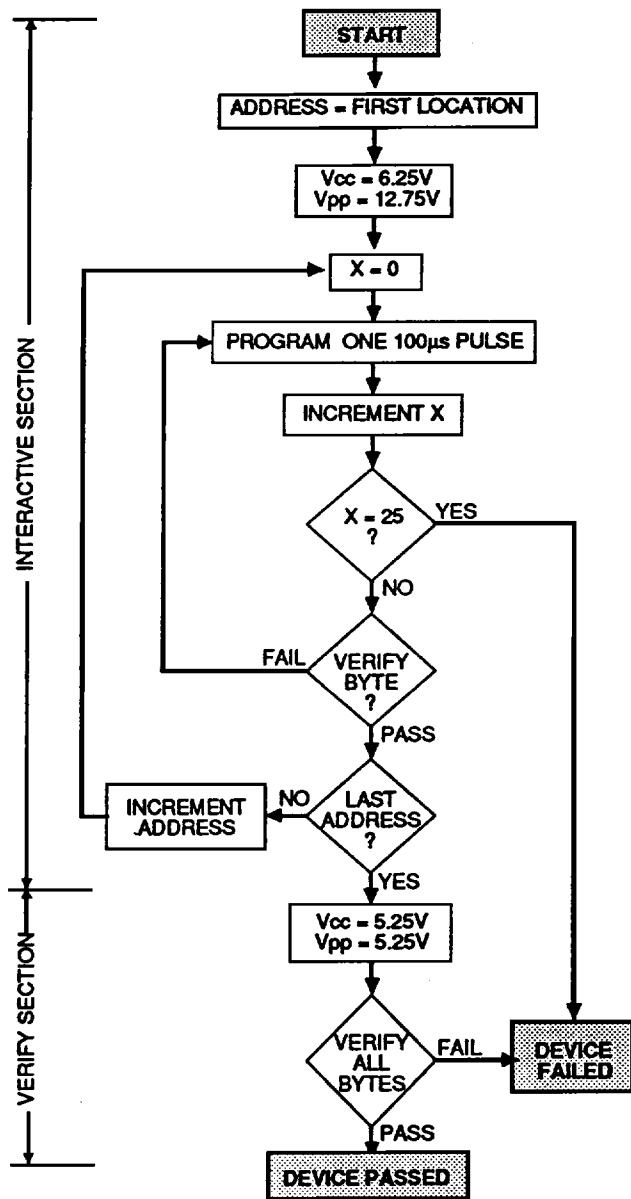 START
ADDRESS = FIRST LOCATION
Vcc = 6.25V
Vpp = 12.75V
X = 0
PROGRAM ONE 100µs PULSE
INCREMENT X
X = 25
?
YES
NO
FAIL
VERIFY
BYTE
?
PASS
INCREMENT
.ADDRESS
NO
LAST
ADDRESS
?
YES
Vcc = 5.25V
Vpp = 5.25V
VERIFY
ALL
BYTES
FAIL
DEVICE
FAILED
PASS
DEVICE PASSED
INTERACTIVE SECTION
VERIFY SECTION